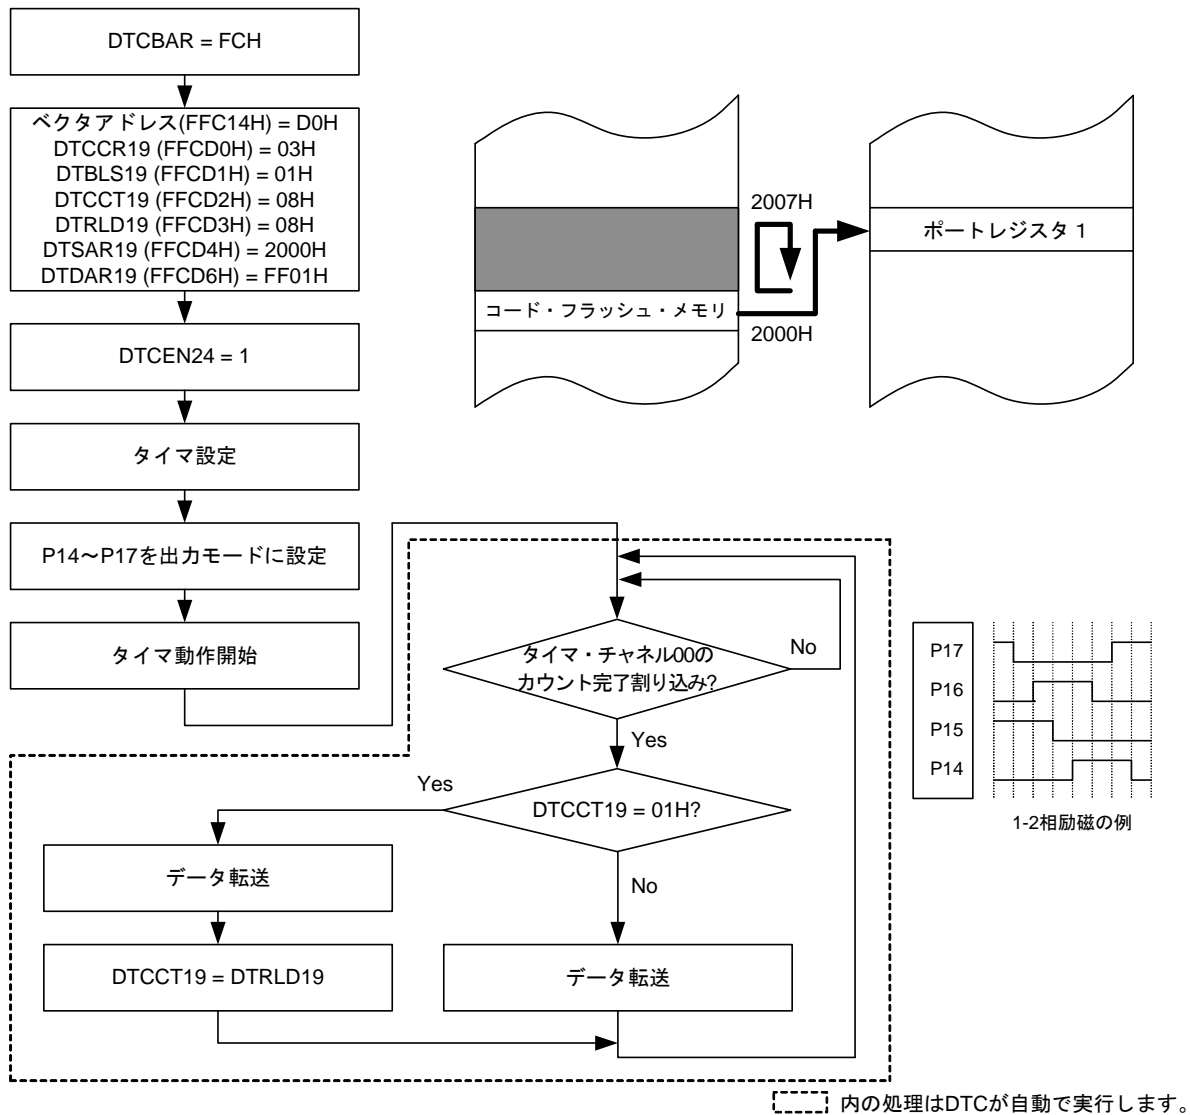 DTCBAR = FCH
ベクタアドレス(FFC14H) = D0H
DTCCR19 (FFCD0H) = 03H
DTBLS19 (FFCD1H) = 01H
DTCCT19 (FFCD2H) = 08H
DTRLD19 (FFCD3H) = 08H
DTSAR19 (FFCD4H) = 2000H
DTDAR19 (FFCD6H) = FF01H
DTCEN24 = 1
タイマ設定
P14～P17を出力モードに設定
タイマ動作開始
2007H
コード・フラッシュ・メモリ
2000H
ポートレジスタ 1
タイマ・チャネル00の
カウント完了割り込み?
No
Yes
DTCCT19 = 01H?
Yes
No
データ転送
DTCCT19 = DTRLD19
データ転送
P17
P16
P15
P14
1-2相励磁の例
内の処理はDTCが自動で実行します。